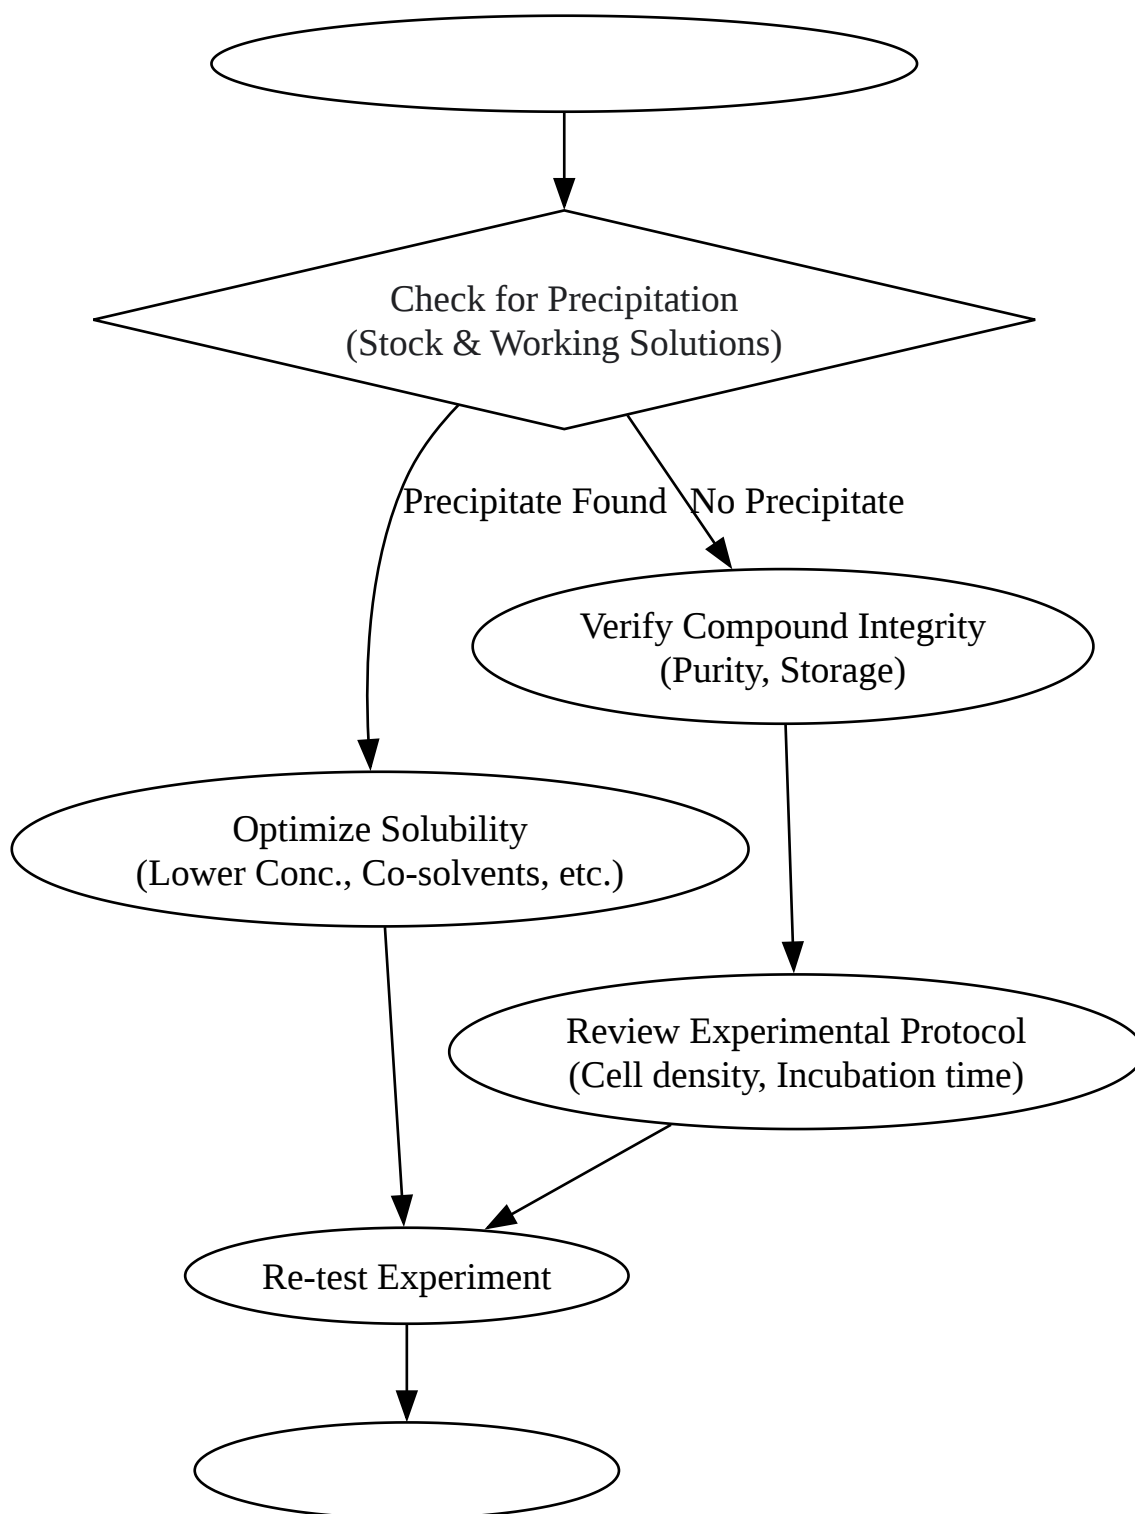 Check for Precipitation
(Stock & Working Solutions)
Precipitate Found
No Precipitate
Verify Compound Integrity
(Purity, Storage)
Optimize Solubility
(Lower Conc., Co-solvents, etc.)
Review Experimental Protocol
(Cell density, Incubation time)
Re-test Experiment